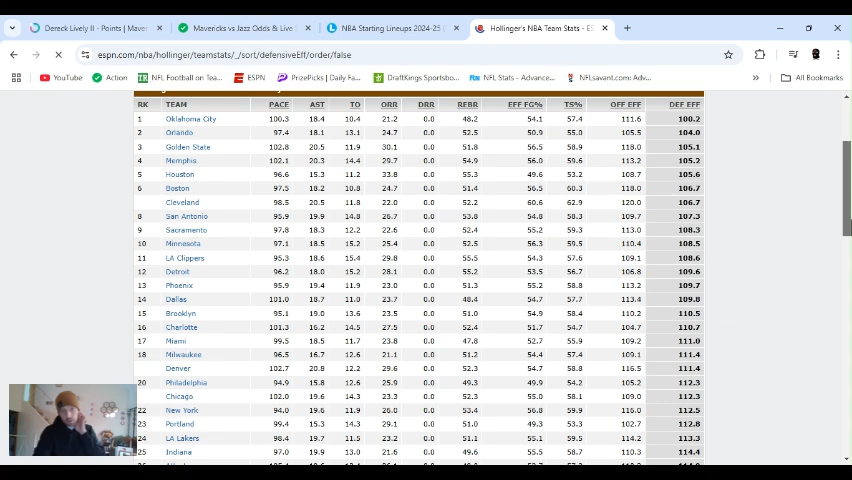 Dereck Lively II - Points | Maver
Mavericks vs Jazz Odds & Live
NBA Starting Lineups 2024-25 (
Hollinger's NBA Team Stats - ES
espn.com/nba/hollinger/teamstats/_/sort/defensiveEff/order/false
YouTube Action NFL Football on Tea... ESPN PrizePicks | Daily Fa... DraftKings Sportsbo... NFL Stats - Advance... NFLsavant.com: Adv... All Bookmarks
RK TEAM PACE AST TO ORR DRR REBR EFF FG% TS% OFF EFF DEF EFF
1 Oklahoma City 100.3 18.4 10.4 21.2 0.0 48.2 54.1 57.4 111.6 100.2
2 Orlando 97.4 18.1 13.1 24.7 0.0 52.5 50.9 55.0 105.5 104.0
3 Golden State 102.8 20.5 11.9 30.1 0.0 51.8 56.5 58.9 118.0 105.1
4 Memphis 102.1 20.3 14.4 29.7 0.0 54.9 56.0 59.6 113.2 105.2
5 Houston 96.6 15.3 11.2 33.8 0.0 55.3 49.6 53.2 108.7 105.6
6 Boston 97.5 18.2 10.8 24.7 0.0 51.4 56.5 60.3 118.0 106.7
Cleveland 98.5 20.5 11.8 22.0 0.0 52.2 60.6 62.9 120.0 106.7
8 San Antonio 95.9 19.9 14.8 26.7 0.0 53.8 54.8 58.3 109.7 107.3
9 Sacramento 97.8 18.3 12.2 22.6 0.0 52.4 55.2 59.3 113.0 108.3
10 Minnesota 97.1 18.5 15.2 25.4 0.0 52.5 56.3 59.5 110.4 108.5
11 LA Clippers 95.3 18.6 15.4 29.8 0.0 55.5 54.3 57.6 109.1 108.6
12 Detroit 96.2 18.0 15.2 28.1 0.0 55.2 53.5 56.7 106.8 109.6
13 Phoenix 95.9 19.4 11.9 23.0 0.0 51.3 55.2 58.8 113.2 109.7
14 Dallas 101.0 18.7 11.0 23.7 0.0 48.4 54.7 57.7 113.4 109.8
15 Brooklyn 95.1 19.0 13.6 23.5 0.0 51.0 54.9 58.4 110.2 110.5
16 Charlotte 101.3 16.2 14.5 27.5 0.0 52.4 51.7 54.7 104.7 110.7
17 Miami 99.5 18.5 11.7 23.8 0.0 47.8 52.7 55.9 109.2 111.0
18 Milwaukee 96.5 16.7 12.6 21.1 0.0 51.2 54.4 57.4 109.1 111.4
Denver 102.7 20.8 12.2 29.6 0.0 52.3 54.7 58.8 116.5 111.4
20 Philadelphia 94.9 15.8 12.6 25.9 0.0 49.3 49.9 54.2 105.2 112.3
Chicago 102.0 19.6 14.3 23.3 0.0 52.3 55.0 58.1 109.0 112.3
22 New York 94.0 19.6 11.9 26.0 0.0 53.4 56.8 59.9 116.0 112.5
23 Portland 99.4 15.3 14.3 29.1 0.0 51.0 49.3 53.3 102.7 112.8
24 LA Lakers 98.4 19.7 11.5 23.2 0.0 51.1 55.1 59.5 114.2 113.3
25 Indiana 97.0 19.9 13.0 21.6 0.0 49.6 55.5 58.7 110.3 114.4